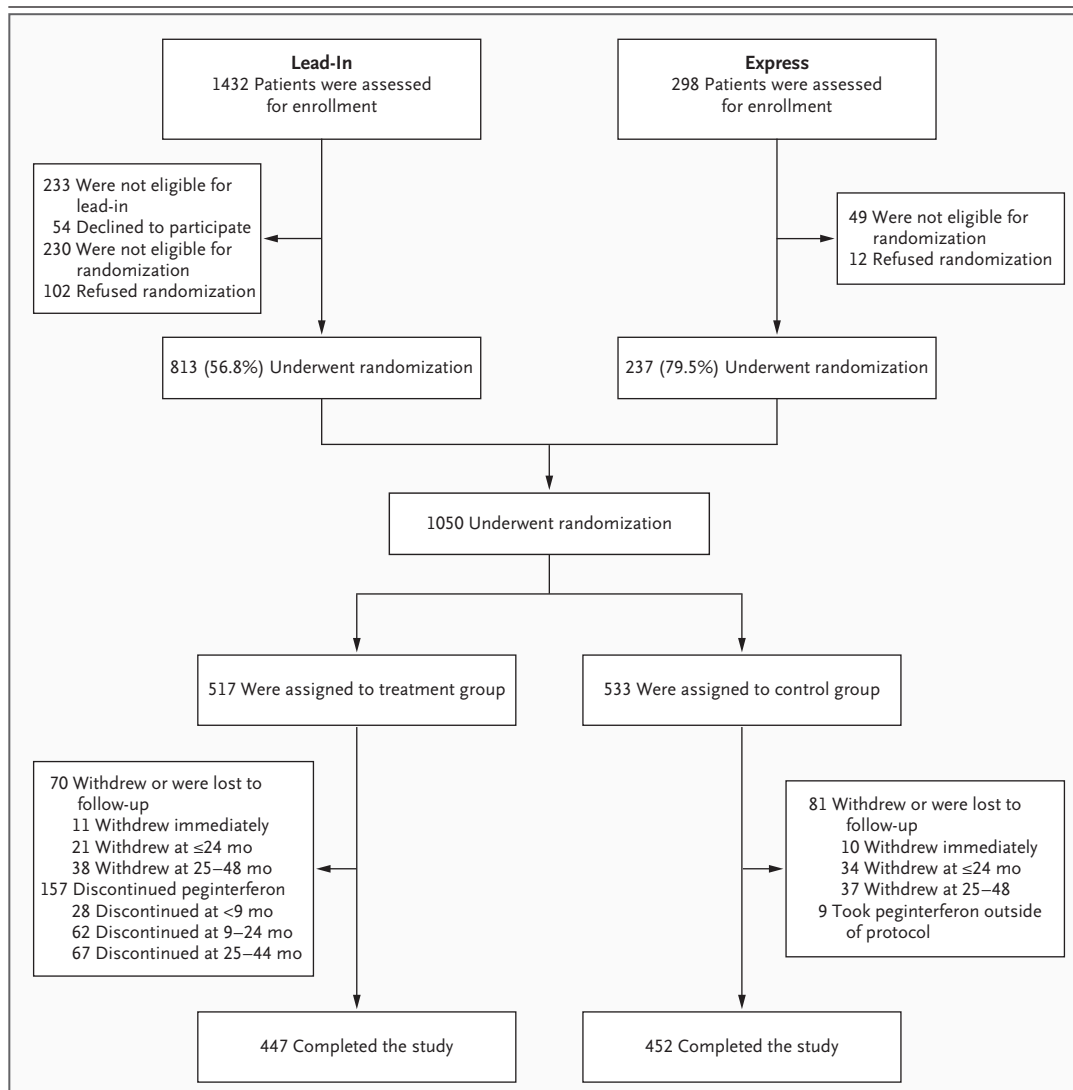 Lead-In
1432 Patients were assessed
for enrollment
Express
298 Patients were assessed
for enrollment
233 Were not eligible for
lead-in
54 Declined to participate
230 Were not eligible for
randomization
102 Refused randomization
49 Were not eligible for
randomization
12 Refused randomization
813 (56.8%) Underwent randomization
237 (79.5%) Underwent randomization
1050 Underwent randomization
517 Were assigned to treatment group
533 Were assigned to control group
70 Withdrew or were lost to
follow-up
11 Withdrew immediately
21 Withdrew at ≤24 mo
38 Withdrew at 25–48 mo
157 Discontinued peginterferon
28 Discontinued at <9 mo
62 Discontinued at 9–24 mo
67 Discontinued at 25–44 mo
81 Withdrew or were lost to
follow-up
10 Withdrew immediately
34 Withdrew at ≤24 mo
37 Withdrew at 25–48
9 Took peginterferon outside
of protocol
447 Completed the study
452 Completed the study